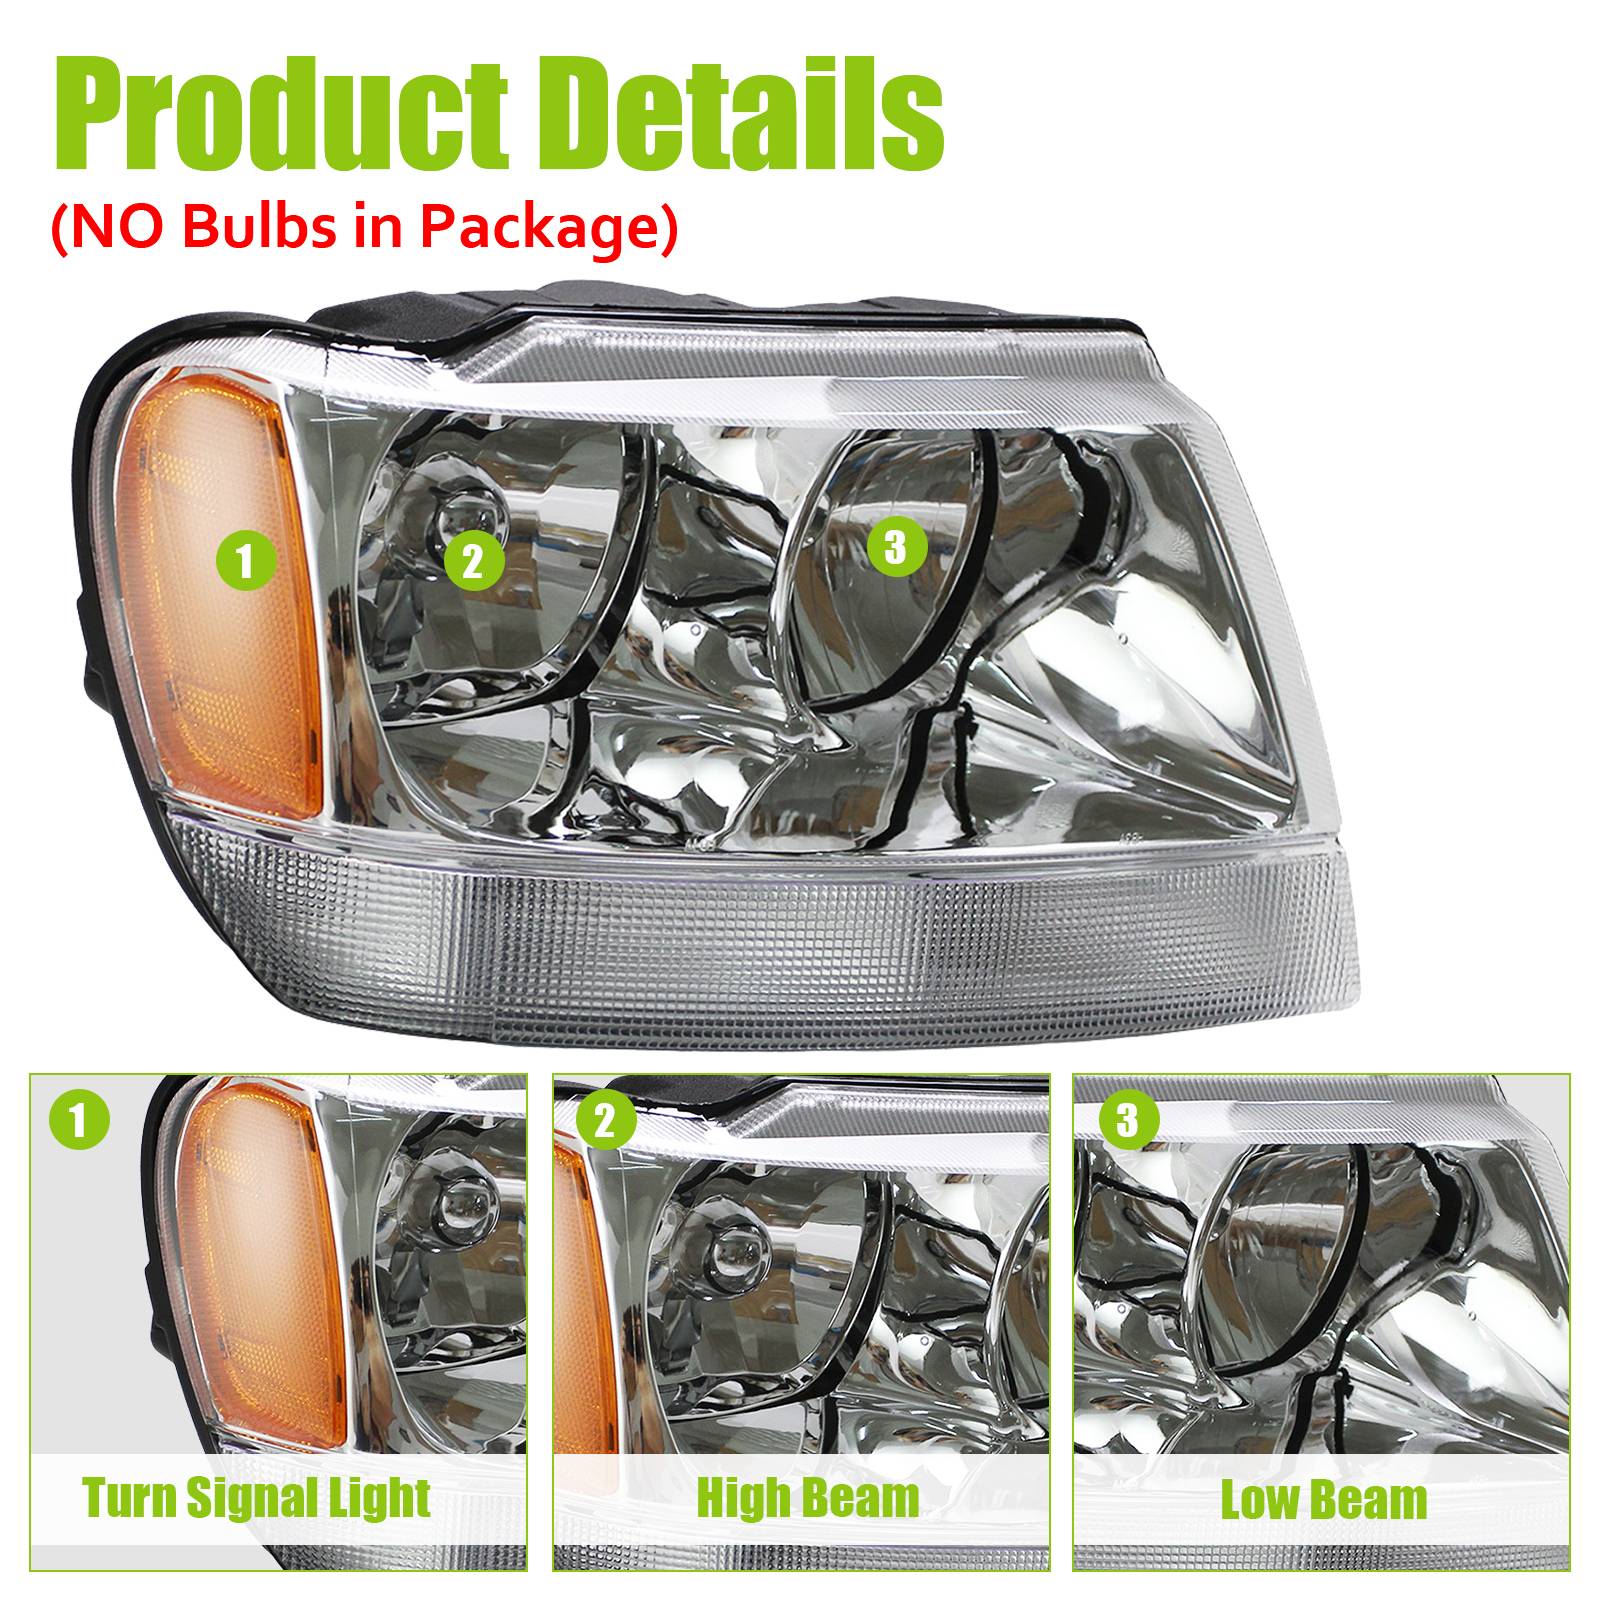 Product Details
(NO Bulbs in Package)
1
2
3
1
2
3
Turn Signal Light
High Beam
Low Beam